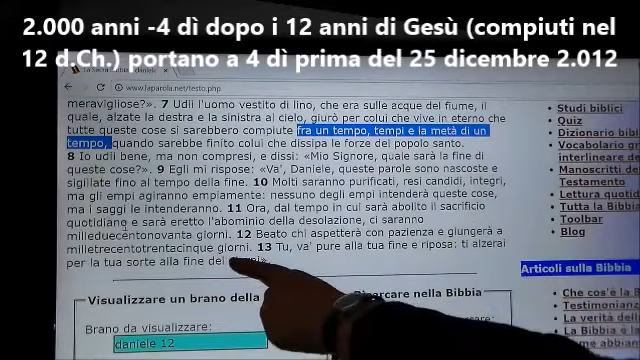 2.000 anni -4 dì dopo i 12 anni di Gesù (compiuti nel
12 d.Ch.) portano a 4 dì prima del 25 dicembre 2.012
www.laparola.net/testo.php
meravigliose?». 7 Udii l'uomo vestito di lino, che era sulle acque del fiume, il
quale, alzate la destra e la sinistra al cielo, giurò per colui che vive in eterno che
tutte queste cose si sarebbero compiute fra un tempo, tempi e la metà di un
tempo, quando sarebbe finito colui che dissipa le forze del popolo santo.
8 Io udii bene, ma non compresi, e dissi: «Mio Signore, quale sarà la fine di
queste cose?». 9 Egli mi rispose: «Va', Daniele, queste parole sono nascoste e
sigillate fino al tempo della fine. 10 Molti saranno purificati, resi candidi, integri,
ma gli empi agiranno empiamente: nessuno degli empi intenderà queste cose,
ma i saggi le intenderanno. 11 Ora, dal tempo in cui sarà abolito il sacrificio
quotidiano e sarà eretto l'abominio della desolazione, ci saranno
milleduecentonovanta giorni. 12 Beato chi aspetterà con pazienza e giungerà a
milletrecentotrentacinque giorni. 13 Tu, va' pure alla tua fine e riposa: ti alzerai
per la tua sorte alla fine dei
Visualizzare un brano della
Brano da visualizzare:
daniele 12
Ricercare nella Bibbia
Studi biblici
Quiz
Dizionario bibl
Vocabolario gr
interlineare de
Manoscritti de
Testamento
Lettura quotid
Tutto sulla bar
Toolbar
Blog
Articoli sulla Bibbia
Che cos'è la B
Testimonianz
La verità dell
La Bibbia e